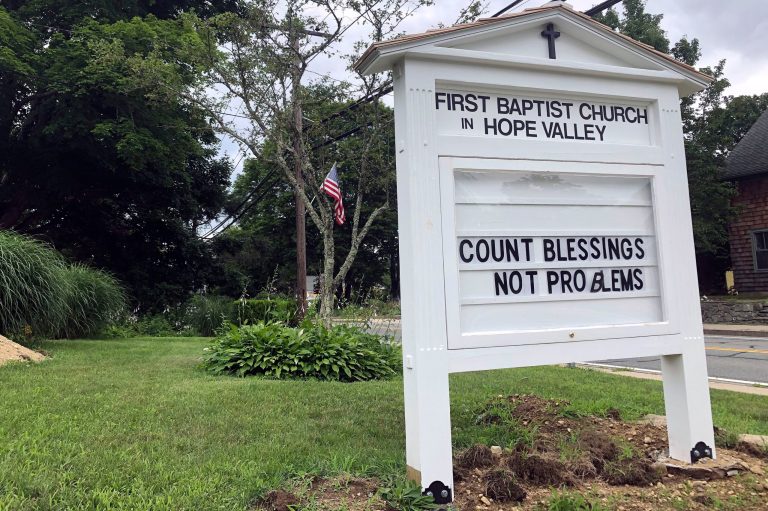 FIRST BAPTIST CHURCH
IN HOPE VALLEY
COUNT BLESSINGS
NOT PROBLEMS